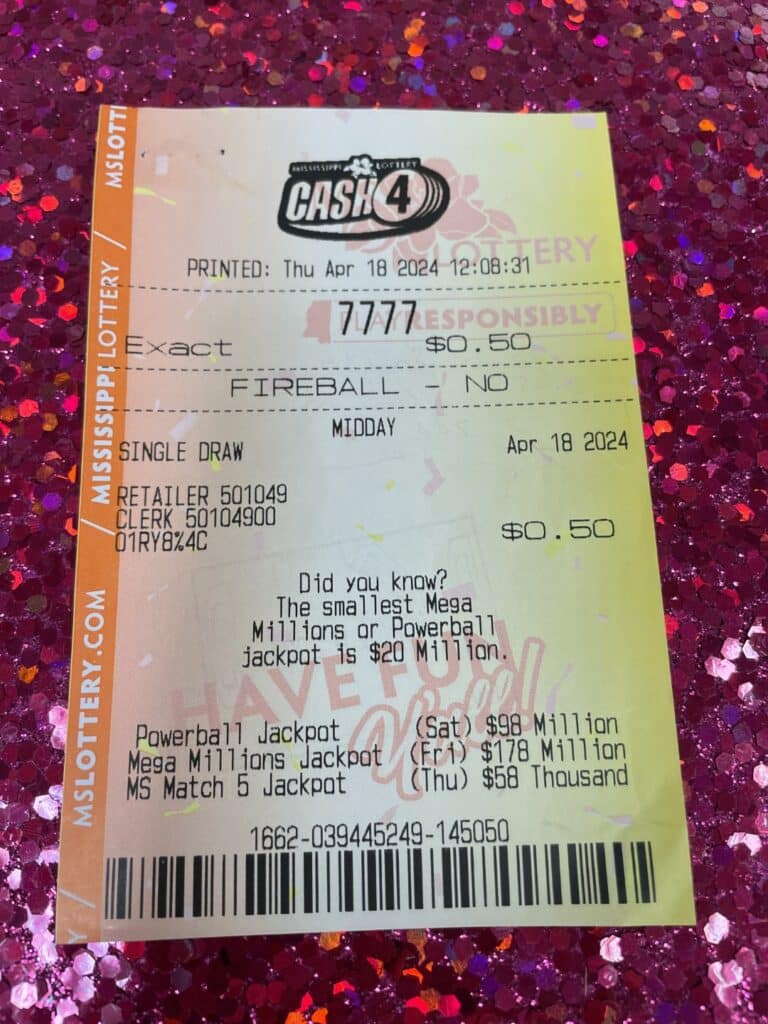 MISSISSIPPI LOTTERY
CASH 4
PRINTED: Thu Apr 18 2024 12:08:31
7777
Exact $0.50
FIREBALL - NO
MIDDAY
SINGLE DRAW Apr 18 2024
RETAILER 501049
CLERK 50104900
01RY8%4C $0.50
Did you know?
The smallest Mega
Millions or Powerball
jackpot is $20 Million.
Powerball Jackpot (Sat) $98 Million
Mega Millions Jackpot (Fri) $178 Million
MS Match 5 Jackpot (Thu) $58 Thousand
1662-039445249-145050
MSLOTT
MISSISSIPPI LOTTERY /
/ MSLOTTERY.COM
Y /
LOTTERY
PLAYRESPONSIBLY
HAVE FUN
Y'all!